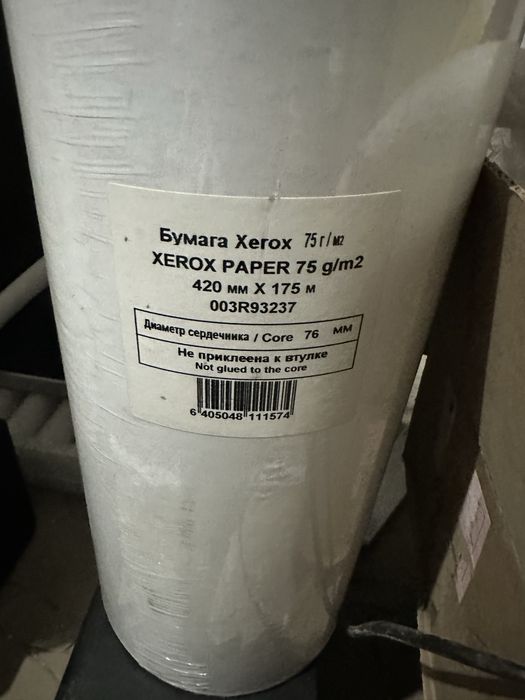 Бумага Xerox 75 г/м2
XEROX PAPER 75 g/m2
420 мм X 175 м
003R93237
Диаметр сердечника / Core 76 мм
Не приклеена к втулке
Not glued to the core
6 405048 111574